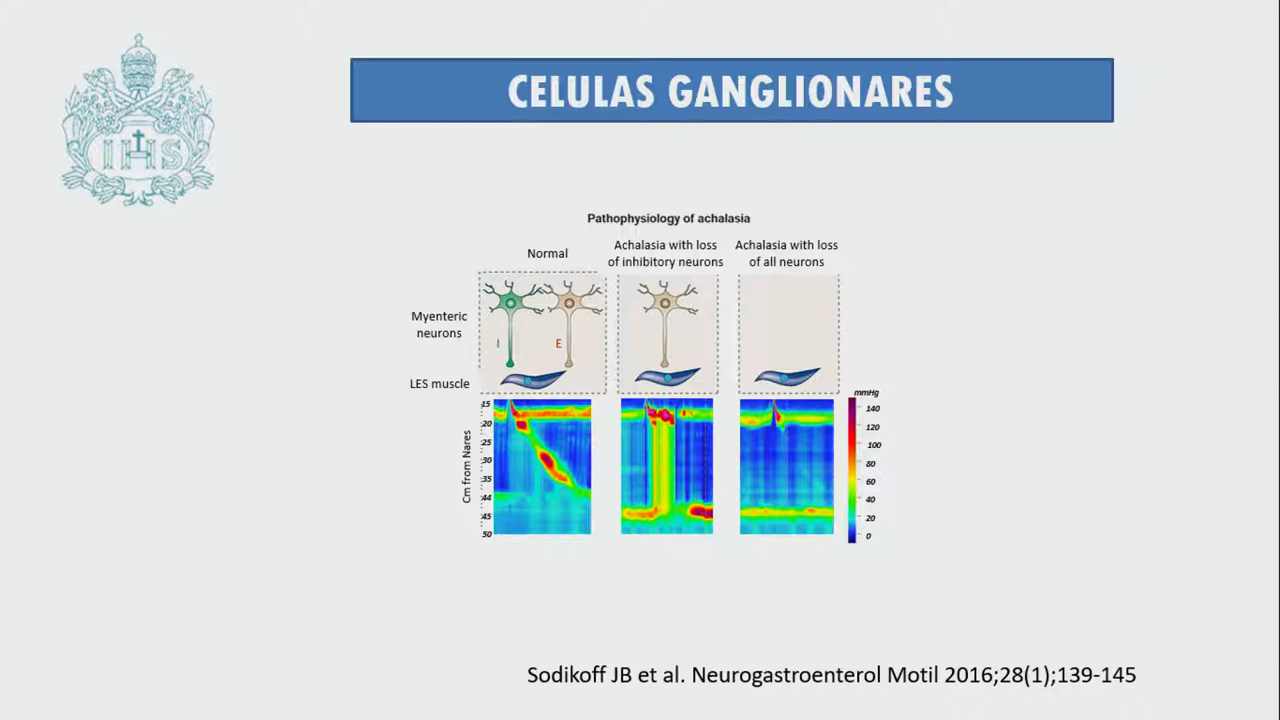 IHS
CELULAS GANGLIONARES
Pathophysiology of achalasia
Normal
Achalasia with loss
of inhibitory neurons
Achalasia with loss
of all neurons
Myenteric
neurons
I
E
LES muscle
Cm from Nares
15
20
25
30
35
44
45
50
mmHg
140
120
100
80
60
40
20
0
Sodikoff JB et al. Neurogastroenterol Motil 2016;28(1);139-145